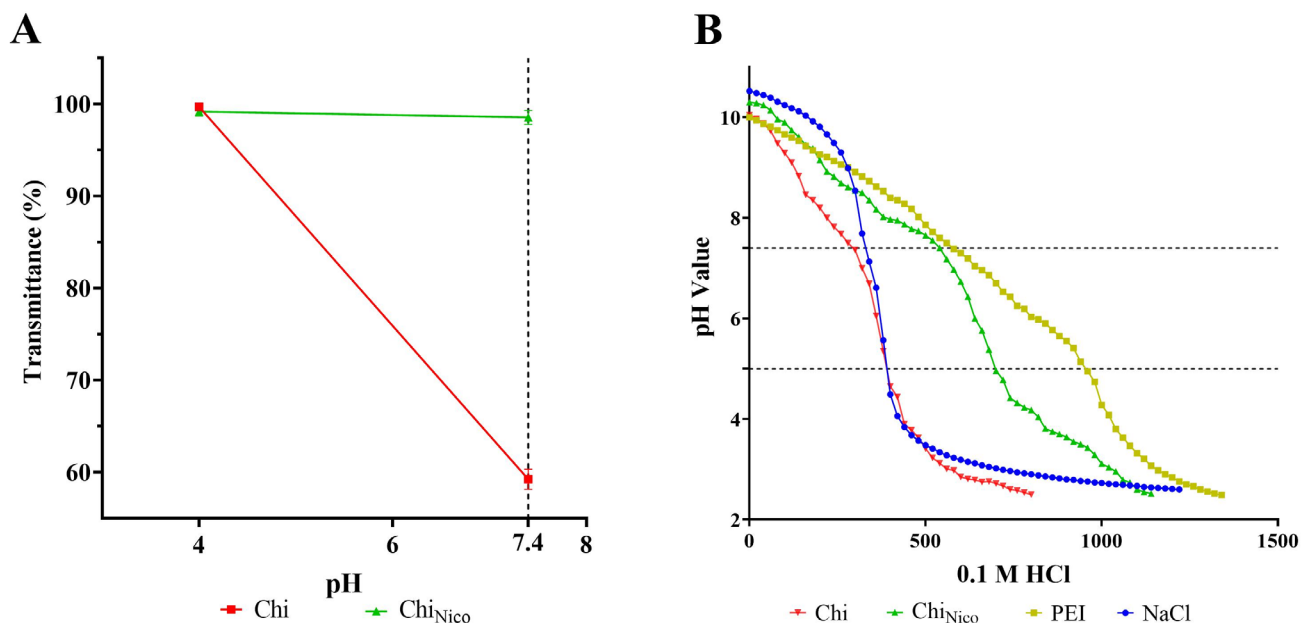 A
Transmittance (%)
100
90
80
70
60
4
6
7.4
8
pH
Chi
ChiNico
B
pH Value
10
8
6
4
2
0
500
1000
1500
0.1 M HCl
Chi
ChiNico
PEI
NaCl